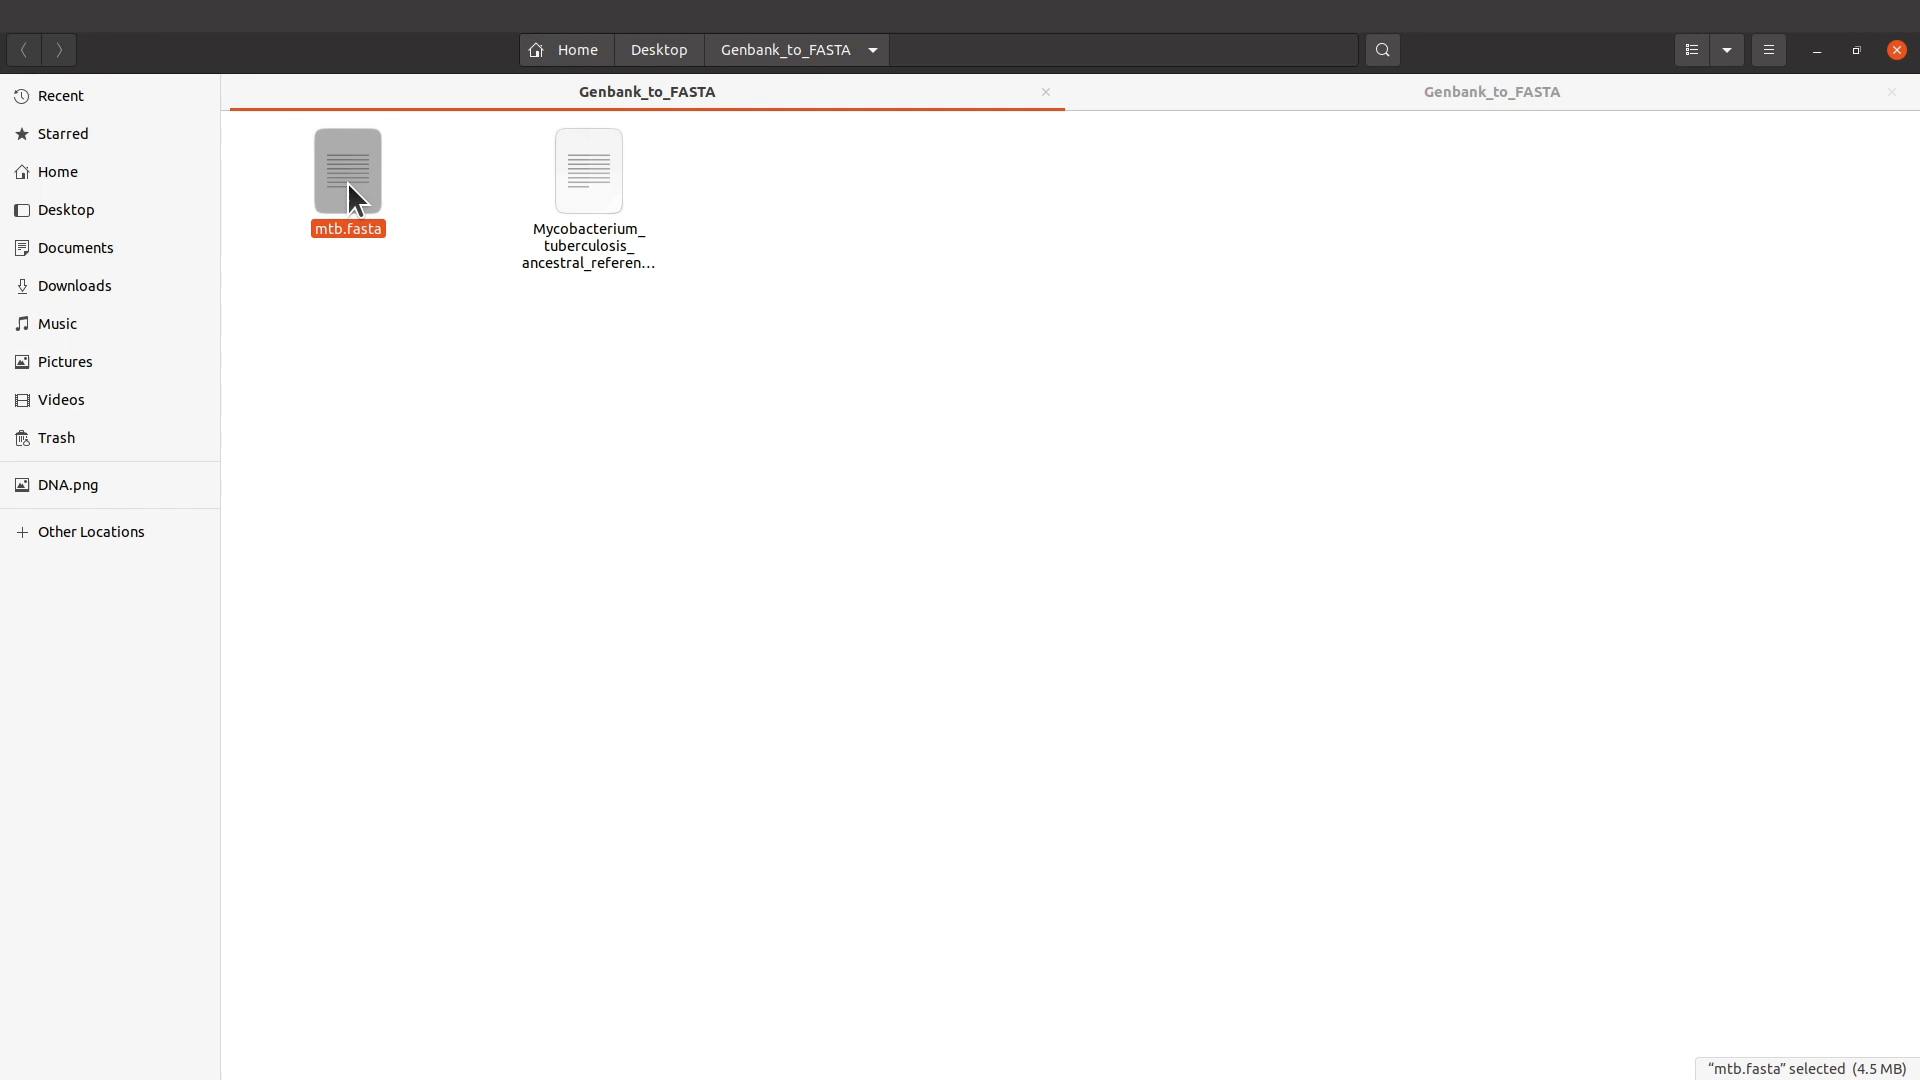 Home
Desktop
Genbank_to_FASTA
Genbank_to_FASTA
Genbank_to_FASTA
Recent
Starred
Home
Desktop
Documents
Downloads
Music
Pictures
Videos
Trash
DNA.png
Other Locations
mtb.fasta
Mycobacterium_
tuberculosis_
ancestral_referen...
“mtb.fasta” selected (4.5 MB)